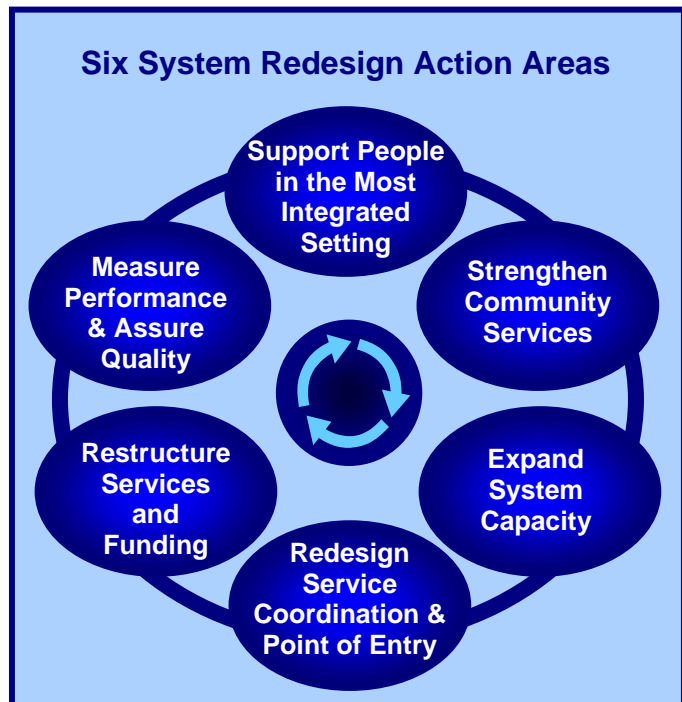 Six System Redesign Action Areas
Support People
in the Most
Integrated
Setting
Strengthen
Community
Services
Expand
System
Capacity
Redesign
Service
Coordination &
Point of Entry
Restructure
Services
and
Funding
Measure
Performance
& Assure
Quality